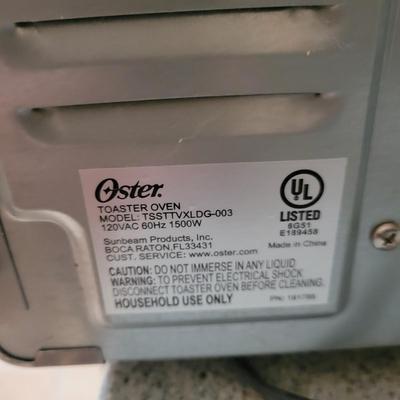 Oster®
TOASTER OVEN
MODEL: TSSTTVXLDG-003
120VAC 60Hz 1500W
Sunbeam Products, Inc.
BOCA RATON, FL33431
CUST. SERVICE: www.oster.com
UL
LISTED
6G51
E189458
Made in China
CAUTION: DO NOT IMMERSE IN ANY LIQUID
WARNING: TO PREVENT ELECTRICAL SHOCK
DISCONNECT TOASTER OVEN BEFORE CLEANING.
HOUSEHOLD USE ONLY
P/N: